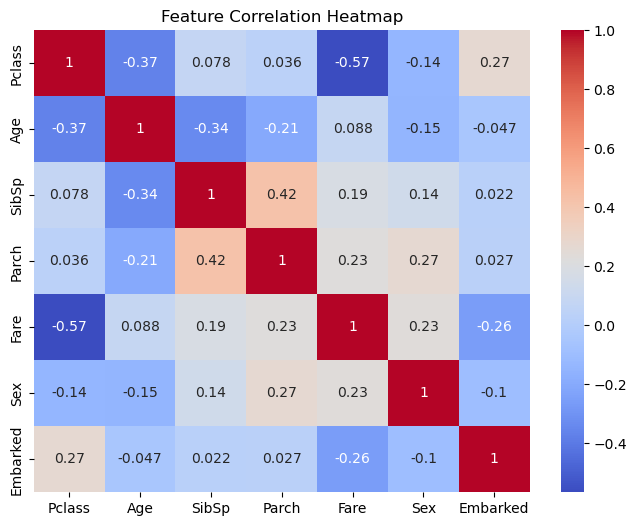 Feature Correlation Heatmap
Pclass 1 -0.37 0.078 0.036 -0.57 -0.14 0.27
Age -0.37 1 -0.34 -0.21 0.088 -0.15 -0.047
SibSp 0.078 -0.34 1 0.42 0.19 0.14 0.022
Parch 0.036 -0.21 0.42 1 0.23 0.27 0.027
Fare -0.57 0.088 0.19 0.23 1 0.23 -0.26
Sex -0.14 -0.15 0.14 0.27 0.23 1 -0.1
Embarked 0.27 -0.047 0.022 0.027 -0.26 -0.1 1
Pclass Age SibSp Parch Fare Sex Embarked
1.0
0.8
0.6
0.4
0.2
0.0
−0.2
−0.4